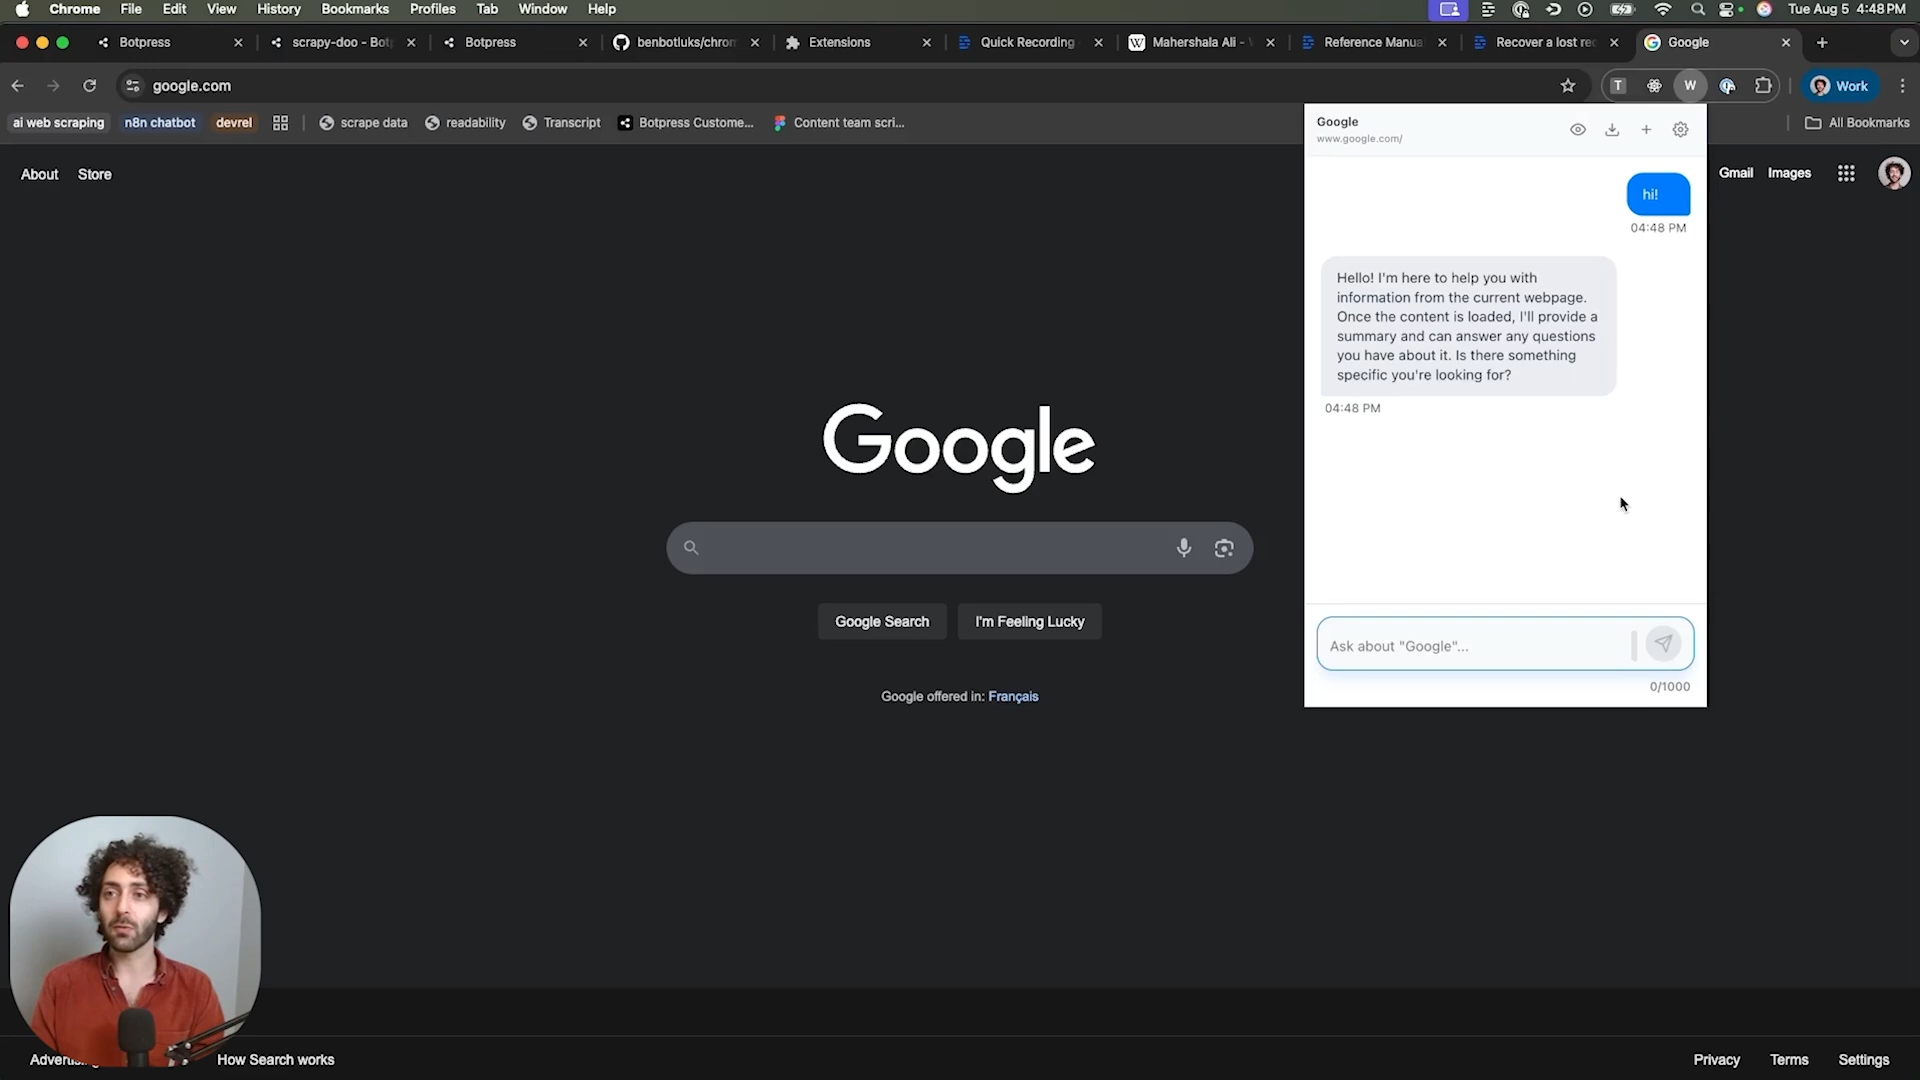 Chrome File Edit View History Bookmarks Profiles Tab Window Help Tue Aug 5 4:48 PM
Botpress scrapy-doo - Botp Botpress benbotluks/chrom Extensions Quick Recording Mahershala Ali - Reference Manua Recover a lost rec Google
google.com T W Work
ai web scraping n8n chatbot devrel scrape data readability Transcript Botpress Custome... Content team scri... All Bookmarks
About Store Gmail Images
Google
www.google.com/
hi!
04:48 PM
Hello! I'm here to help you with
information from the current webpage.
Once the content is loaded, I'll provide a
summary and can answer any questions
you have about it. Is there something
specific you're looking for?
04:48 PM
Ask about "Google"...
0/1000
Google
Google Search I'm Feeling Lucky
Google offered in: Français
How Search works Privacy Terms Settings